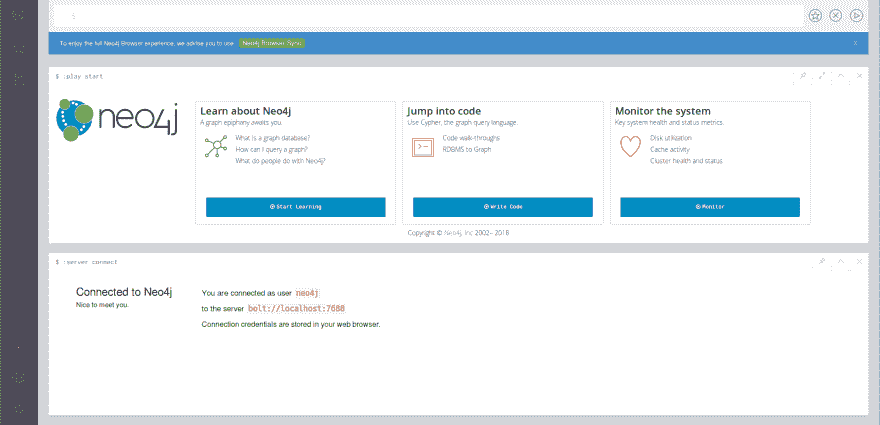 To enjoy the full Neo4j Browser experience, we advise you to use Neo4j Browser Sync x
$ :play start
neo4j
Learn about Neo4j
A graph epiphany awaits you.
What is a graph database?
How can I query a graph?
What do people do with Neo4j?
Start Learning
Jump into code
Use Cypher, the graph query language.
Code walk-throughs
RDBMS to Graph
Write Code
Monitor the system
Key system health and status metrics.
Disk utilization
Cache activity
Cluster health and status
Monitor
Copyright © Neo4j, Inc 2002–2018
$ :server connect
Connected to Neo4j
Nice to meet you.
You are connected as user neo4j
to the server bolt://localhost:7688
Connection credentials are stored in your web browser.